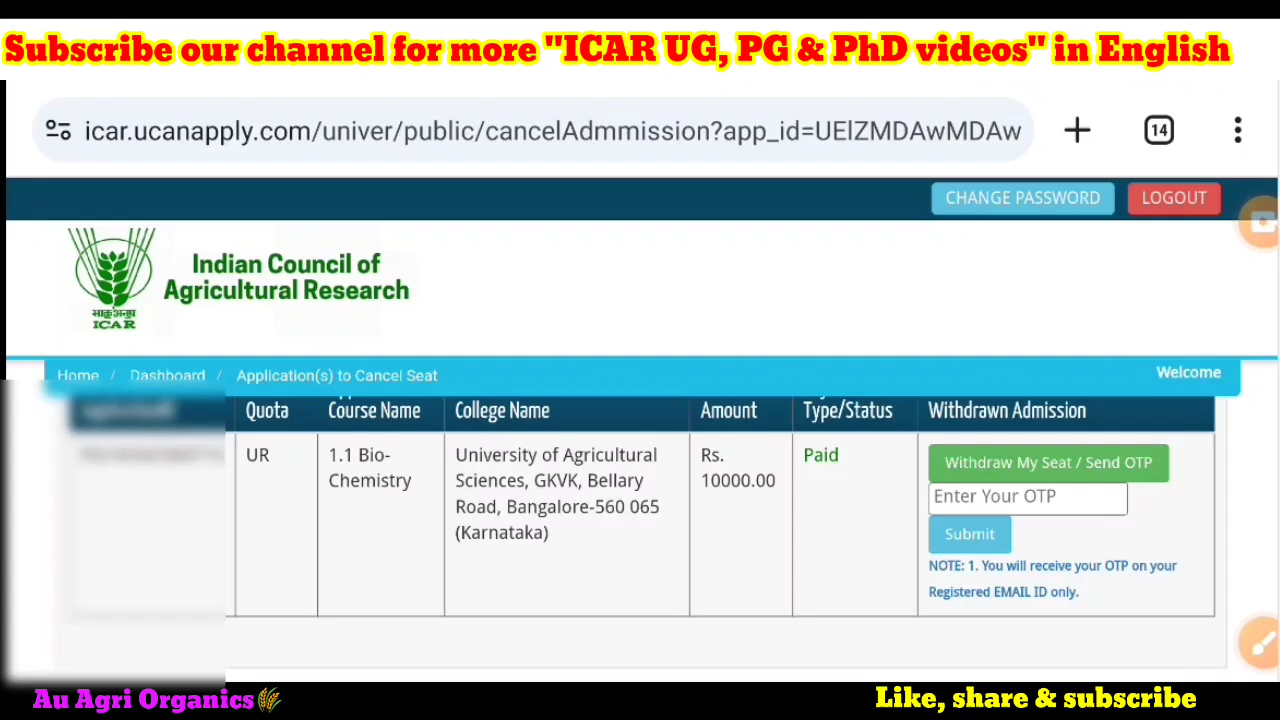 Subscribe our channel for more "ICAR UG, PG & PhD videos" in English
icar.ucanapply.com/univer/public/cancelAdmmission?app_id=UElZMDAwMDAw
14
CHANGE PASSWORD
LOGOUT
Indian Council of
Agricultural Research
भाकृअनुप
ICAR
Home / Dashboard / Application(s) to Cancel Seat
Welcome
Quota
Course Name
College Name
Amount
Type/Status
Withdrawn Admission
UR
1.1 Bio-
Chemistry
University of Agricultural
Sciences, GKVK, Bellary
Road, Bangalore-560 065
(Karnataka)
Rs.
10000.00
Paid
Withdraw My Seat / Send OTP
Enter Your OTP
Submit
NOTE: 1. You will receive your OTP on your
Registered EMAIL ID only.
Au Agri Organics
Like, share & subscribe